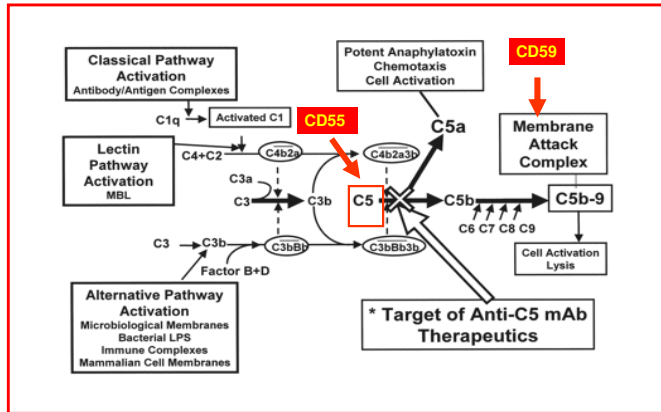 Classical Pathway
Activation
Antibody/Antigen Complexes
C1q
Activated C1
Lectin
Pathway
Activation
MBL
C4+C2
C4b2a
C4b2a3b
CD55
Potent Anaphylatoxin
Chemotaxis
Cell Activation
CD59
C5a
Membrane
Attack
Complex
C3a
C3
C3b
C5
C5b
C5b-9
C6 C7 C8 C9
Cell Activation
Lysis
C3
C3b
C3bBb
C3bBb3b
Factor B+D
Alternative Pathway
Activation
Microbiological Membranes
Bacterial LPS
Immune Complexes
Mammalian Cell Membranes
* Target of Anti-C5 mAb
Therapeutics